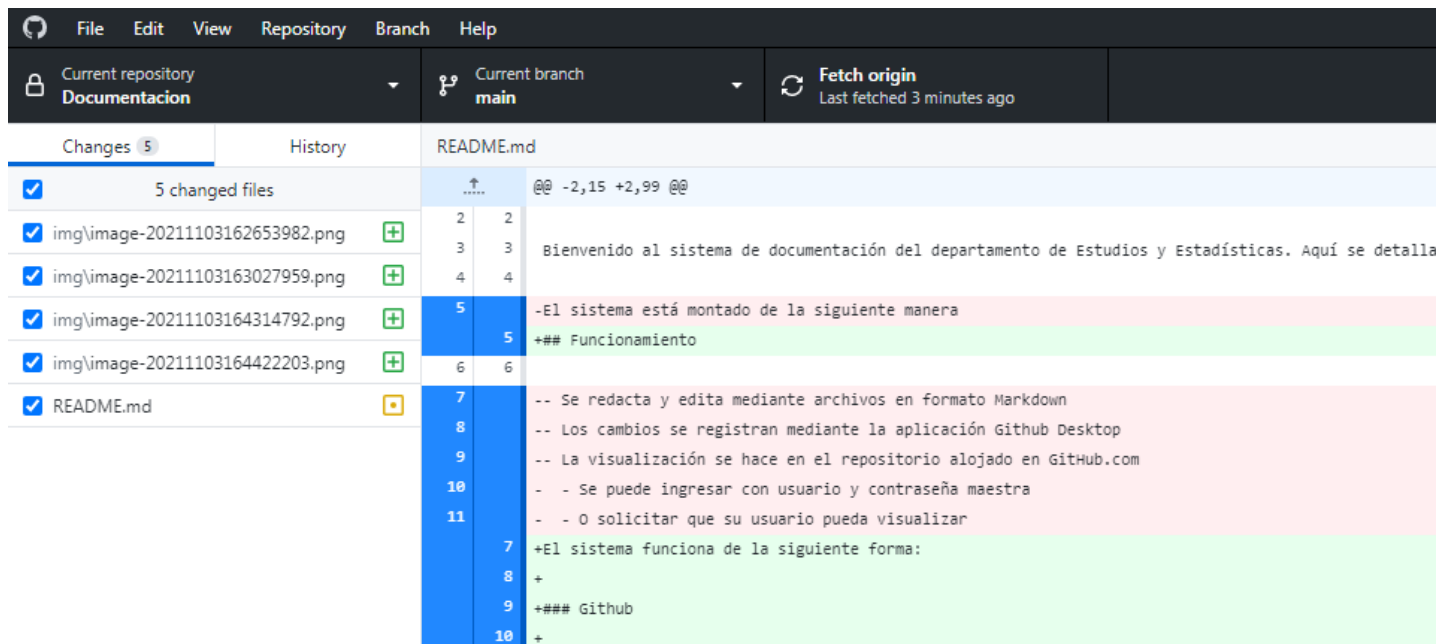 File Edit View Repository Branch Help
Current repository
Documentacion
Current branch
main
Fetch origin
Last fetched 3 minutes ago
Changes 5 History
5 changed files
img\image-20211103162653982.png
img\image-20211103163027959.png
img\image-20211103164314792.png
img\image-20211103164422203.png
README.md
README.md
@@ -2,15 +2,99 @@
2 2
3 3 Bienvenido al sistema de documentación del departamento de Estudios y Estadísticas. Aquí se detalla
4 4
5 -El sistema está montado de la siguiente manera
5 +## Funcionamiento
6 6
7 -- Se redacta y edita mediante archivos en formato Markdown
8 -- Los cambios se registran mediante la aplicación Github Desktop
9 -- La visualización se hace en el repositorio alojado en GitHub.com
10 -  - Se puede ingresar con usuario y contraseña maestra
11 -  - O solicitar que su usuario pueda visualizar
7 +El sistema funciona de la siguiente forma:
8 +
9 +### Github
10 +